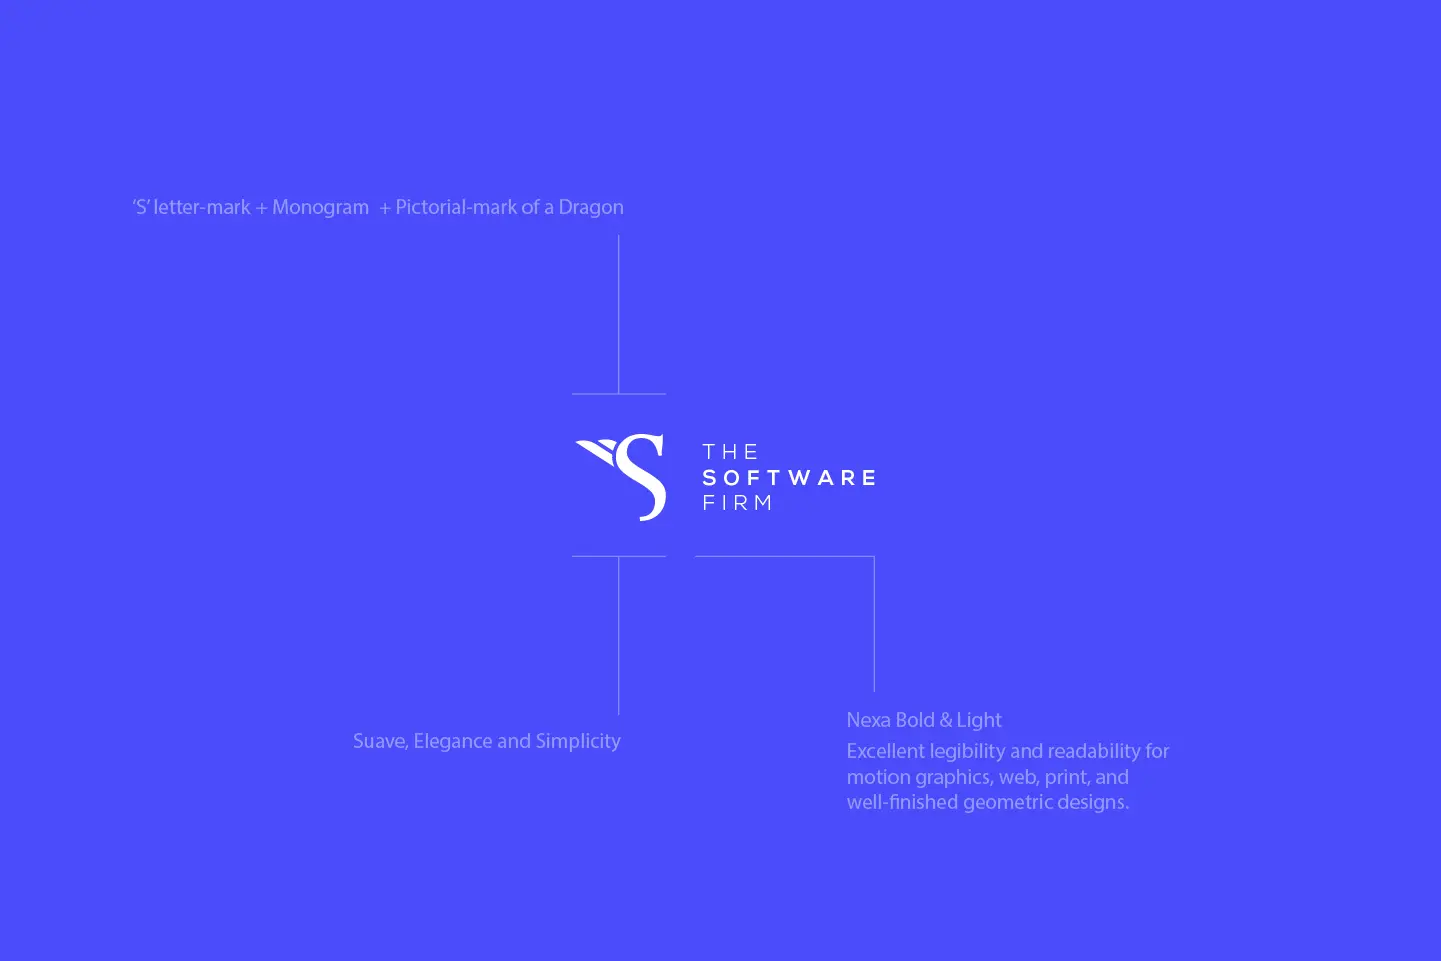 ‘S’ letter-mark + Monogram + Pictorial-mark of a Dragon
S
THE
SOFTWARE
FIRM
Suave, Elegance and Simplicity
Nexa Bold & Light
Excellent legibility and readability for
motion graphics, web, print, and
well-finished geometric designs.